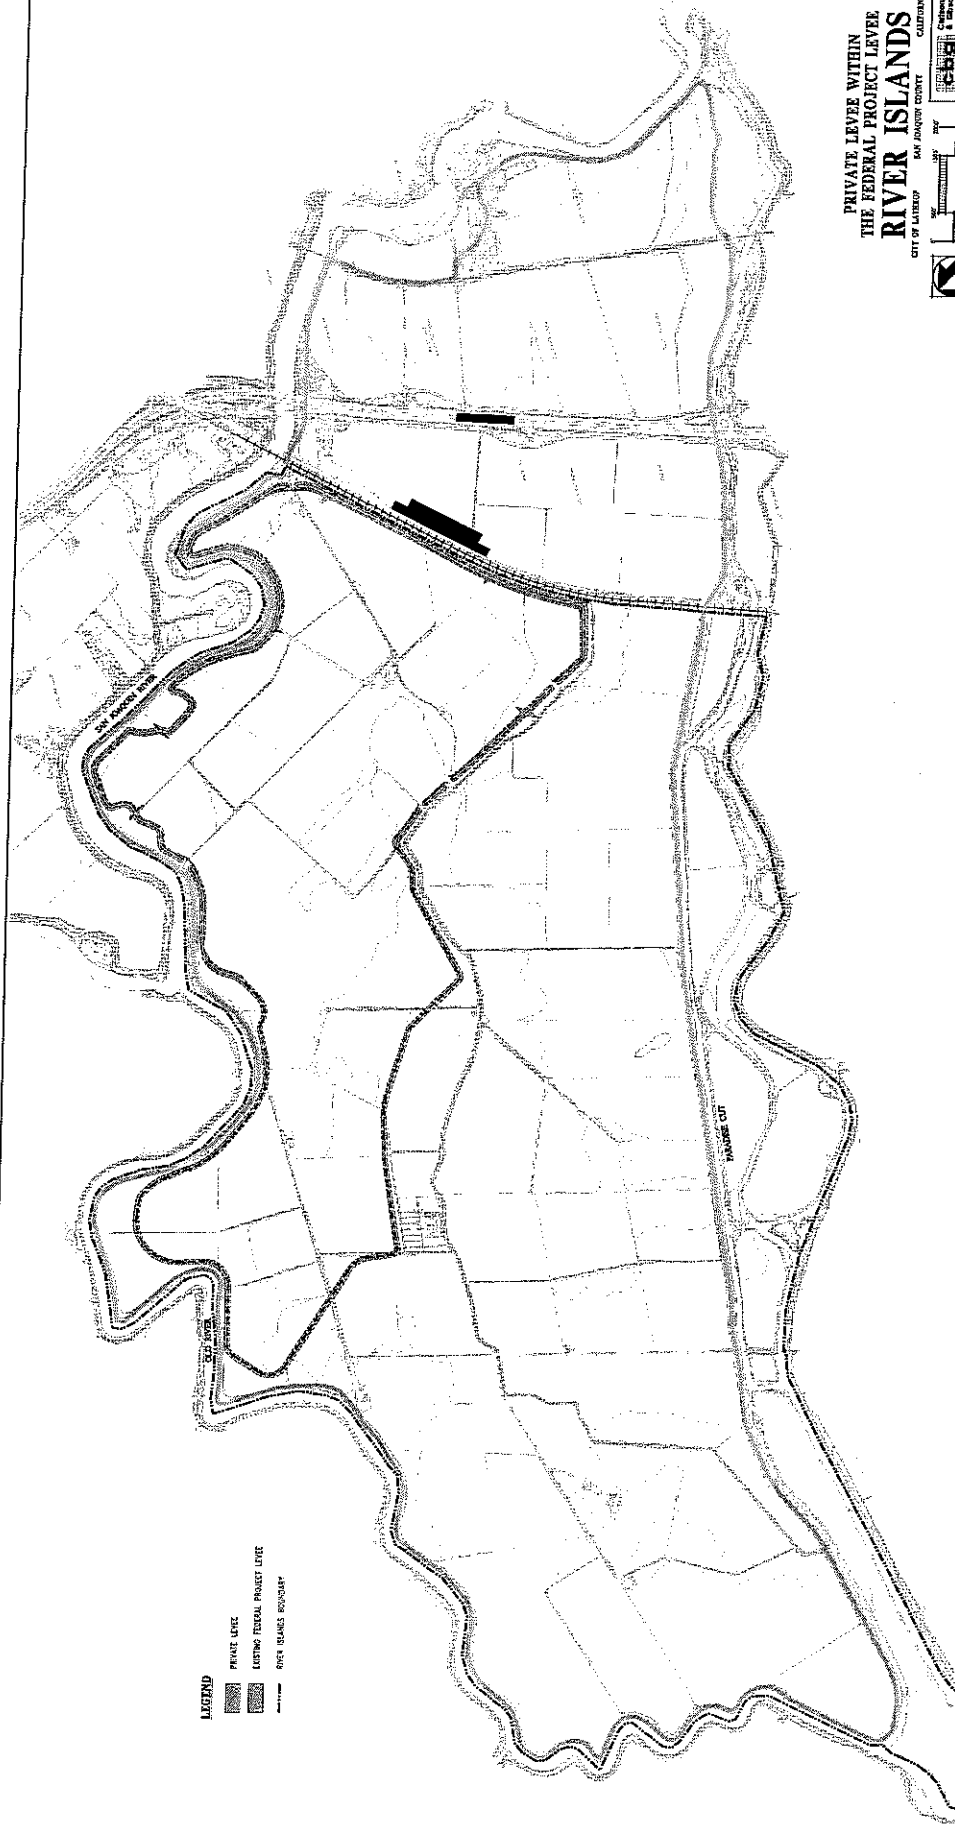 PRIVATE LEVEE WITHIN
THE FEDERAL PROJECT LEVEE
RIVER ISLANDS
CITY OF LATHROP SAN JOAQUIN COUNTY
cbg
SAN JOAQUIN RIVER
OLD RIVER
PARADISE CUT
LEGEND
PRIVATE LEVEE
EXISTING FEDERAL PROJECT LEVEE
RIVER ISLANDS BOUNDARY